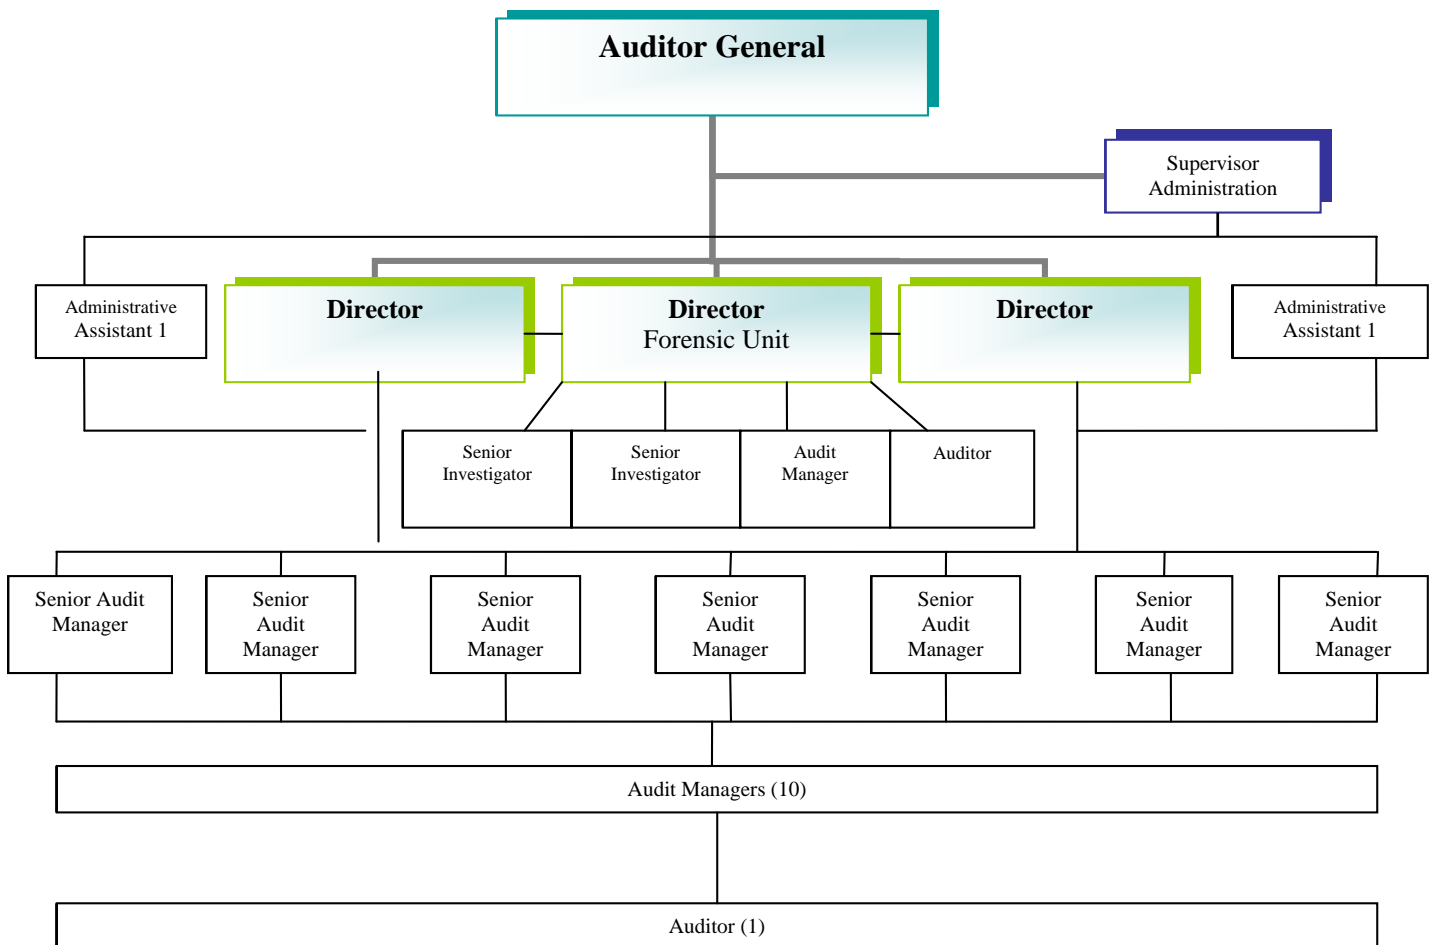 Auditor General
Supervisor
Administration
Administrative
Assistant 1
Director
Director
Forensic Unit
Director
Administrative
Assistant 1
Senior
Investigator
Senior
Investigator
Audit
Manager
Auditor
Senior Audit
Manager
Senior
Audit
Manager
Senior
Audit
Manager
Senior
Audit
Manager
Senior
Audit
Manager
Senior
Audit
Manager
Senior
Audit
Manager
Audit Managers (10)
Auditor (1)